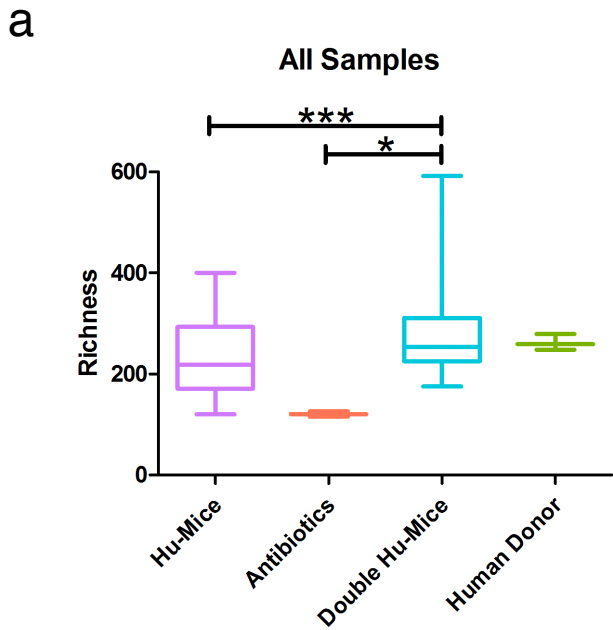 a
All Samples
***
*
Richness
600
400
200
0
Hu-Mice
Antibiotics
Double Hu-Mice
Human Donor